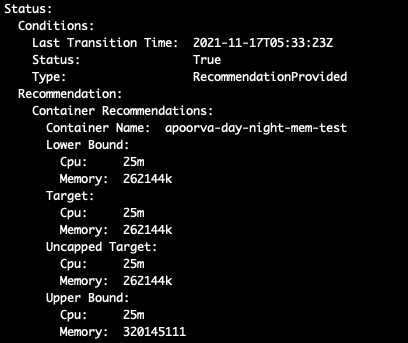 Status:
Conditions:
Last Transition Time: 2021-11-17T05:33:23Z
Status: True
Type: RecommendationProvided
Recommendation:
Container Recommendations:
Container Name: apoorva-day-night-mem-test
Lower Bound:
Cpu: 25m
Memory: 262144k
Target:
Cpu: 25m
Memory: 262144k
Uncapped Target:
Cpu: 25m
Memory: 262144k
Upper Bound:
Cpu: 25m
Memory: 320145111